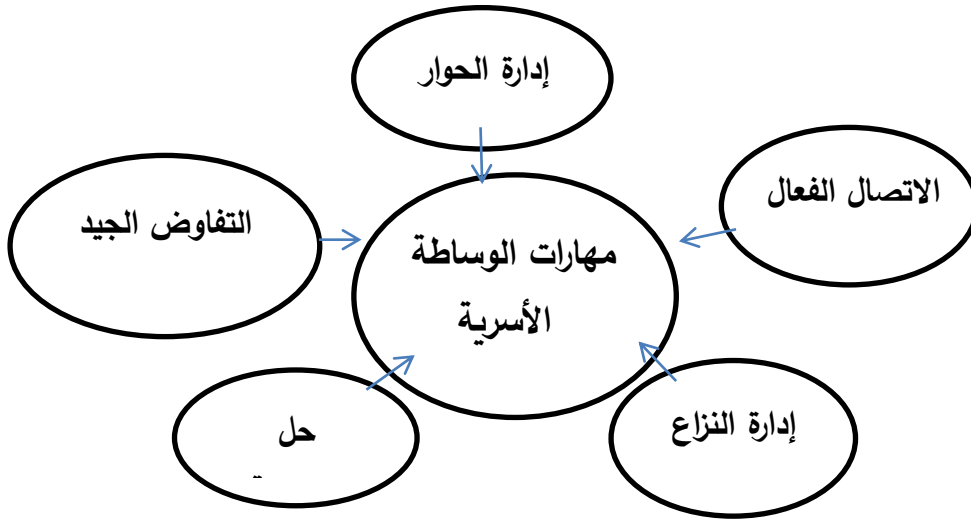 إدارة الحوار
الاتصال الفعال
التفاوض الجيد
مهارات الوساطة
الأسرية
إدارة النزاع
حل